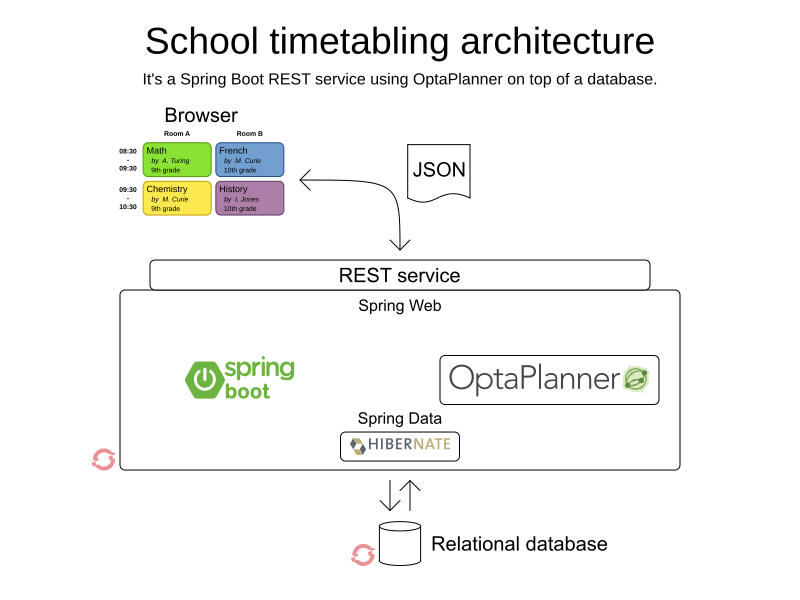 School timetabling architecture
It's a Spring Boot REST service using OptaPlanner on top of a database.
Browser
Room A
Room B
08:30
-
09:30
Math
by A. Turing
9th grade
French
by M. Curie
10th grade
09:30
-
10:30
Chemistry
by M. Curie
9th grade
History
by I. Jones
10th grade
JSON
REST service
Spring Web
spring
boot
OptaPlanner
Spring Data
HIBERNATE
Relational database